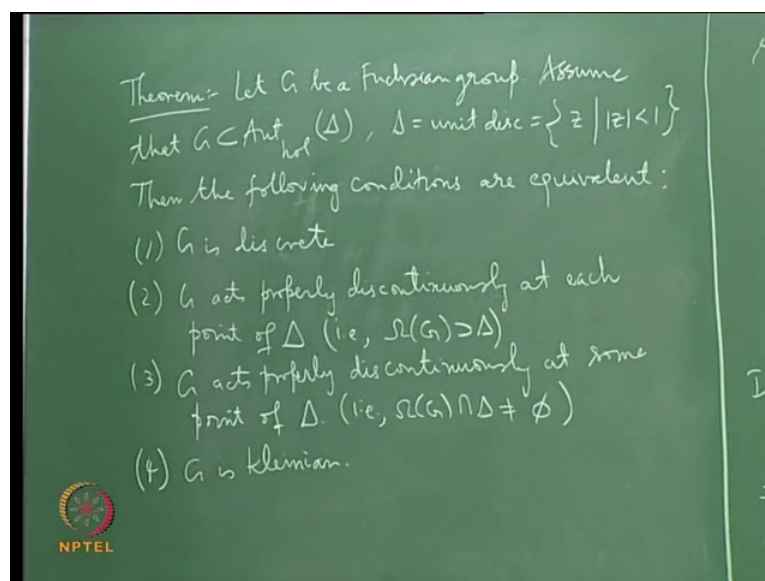 Theorem:- Let G be a Fuchsian group. Assume
that G ⊂ Aut_hol (Δ), Δ = unit disc = { z | |z| < 1 }
Then the following conditions are equivalent:
(1) G is discrete
(2) G acts properly discontinuously at each
point of Δ (i.e, Ω(G) ⊃ Δ)
(3) G acts properly discontinuously at some
point of Δ. (i.e, Ω(G) ∩ Δ ≠ ϕ)
(4) G is Kleinian.
NPTEL